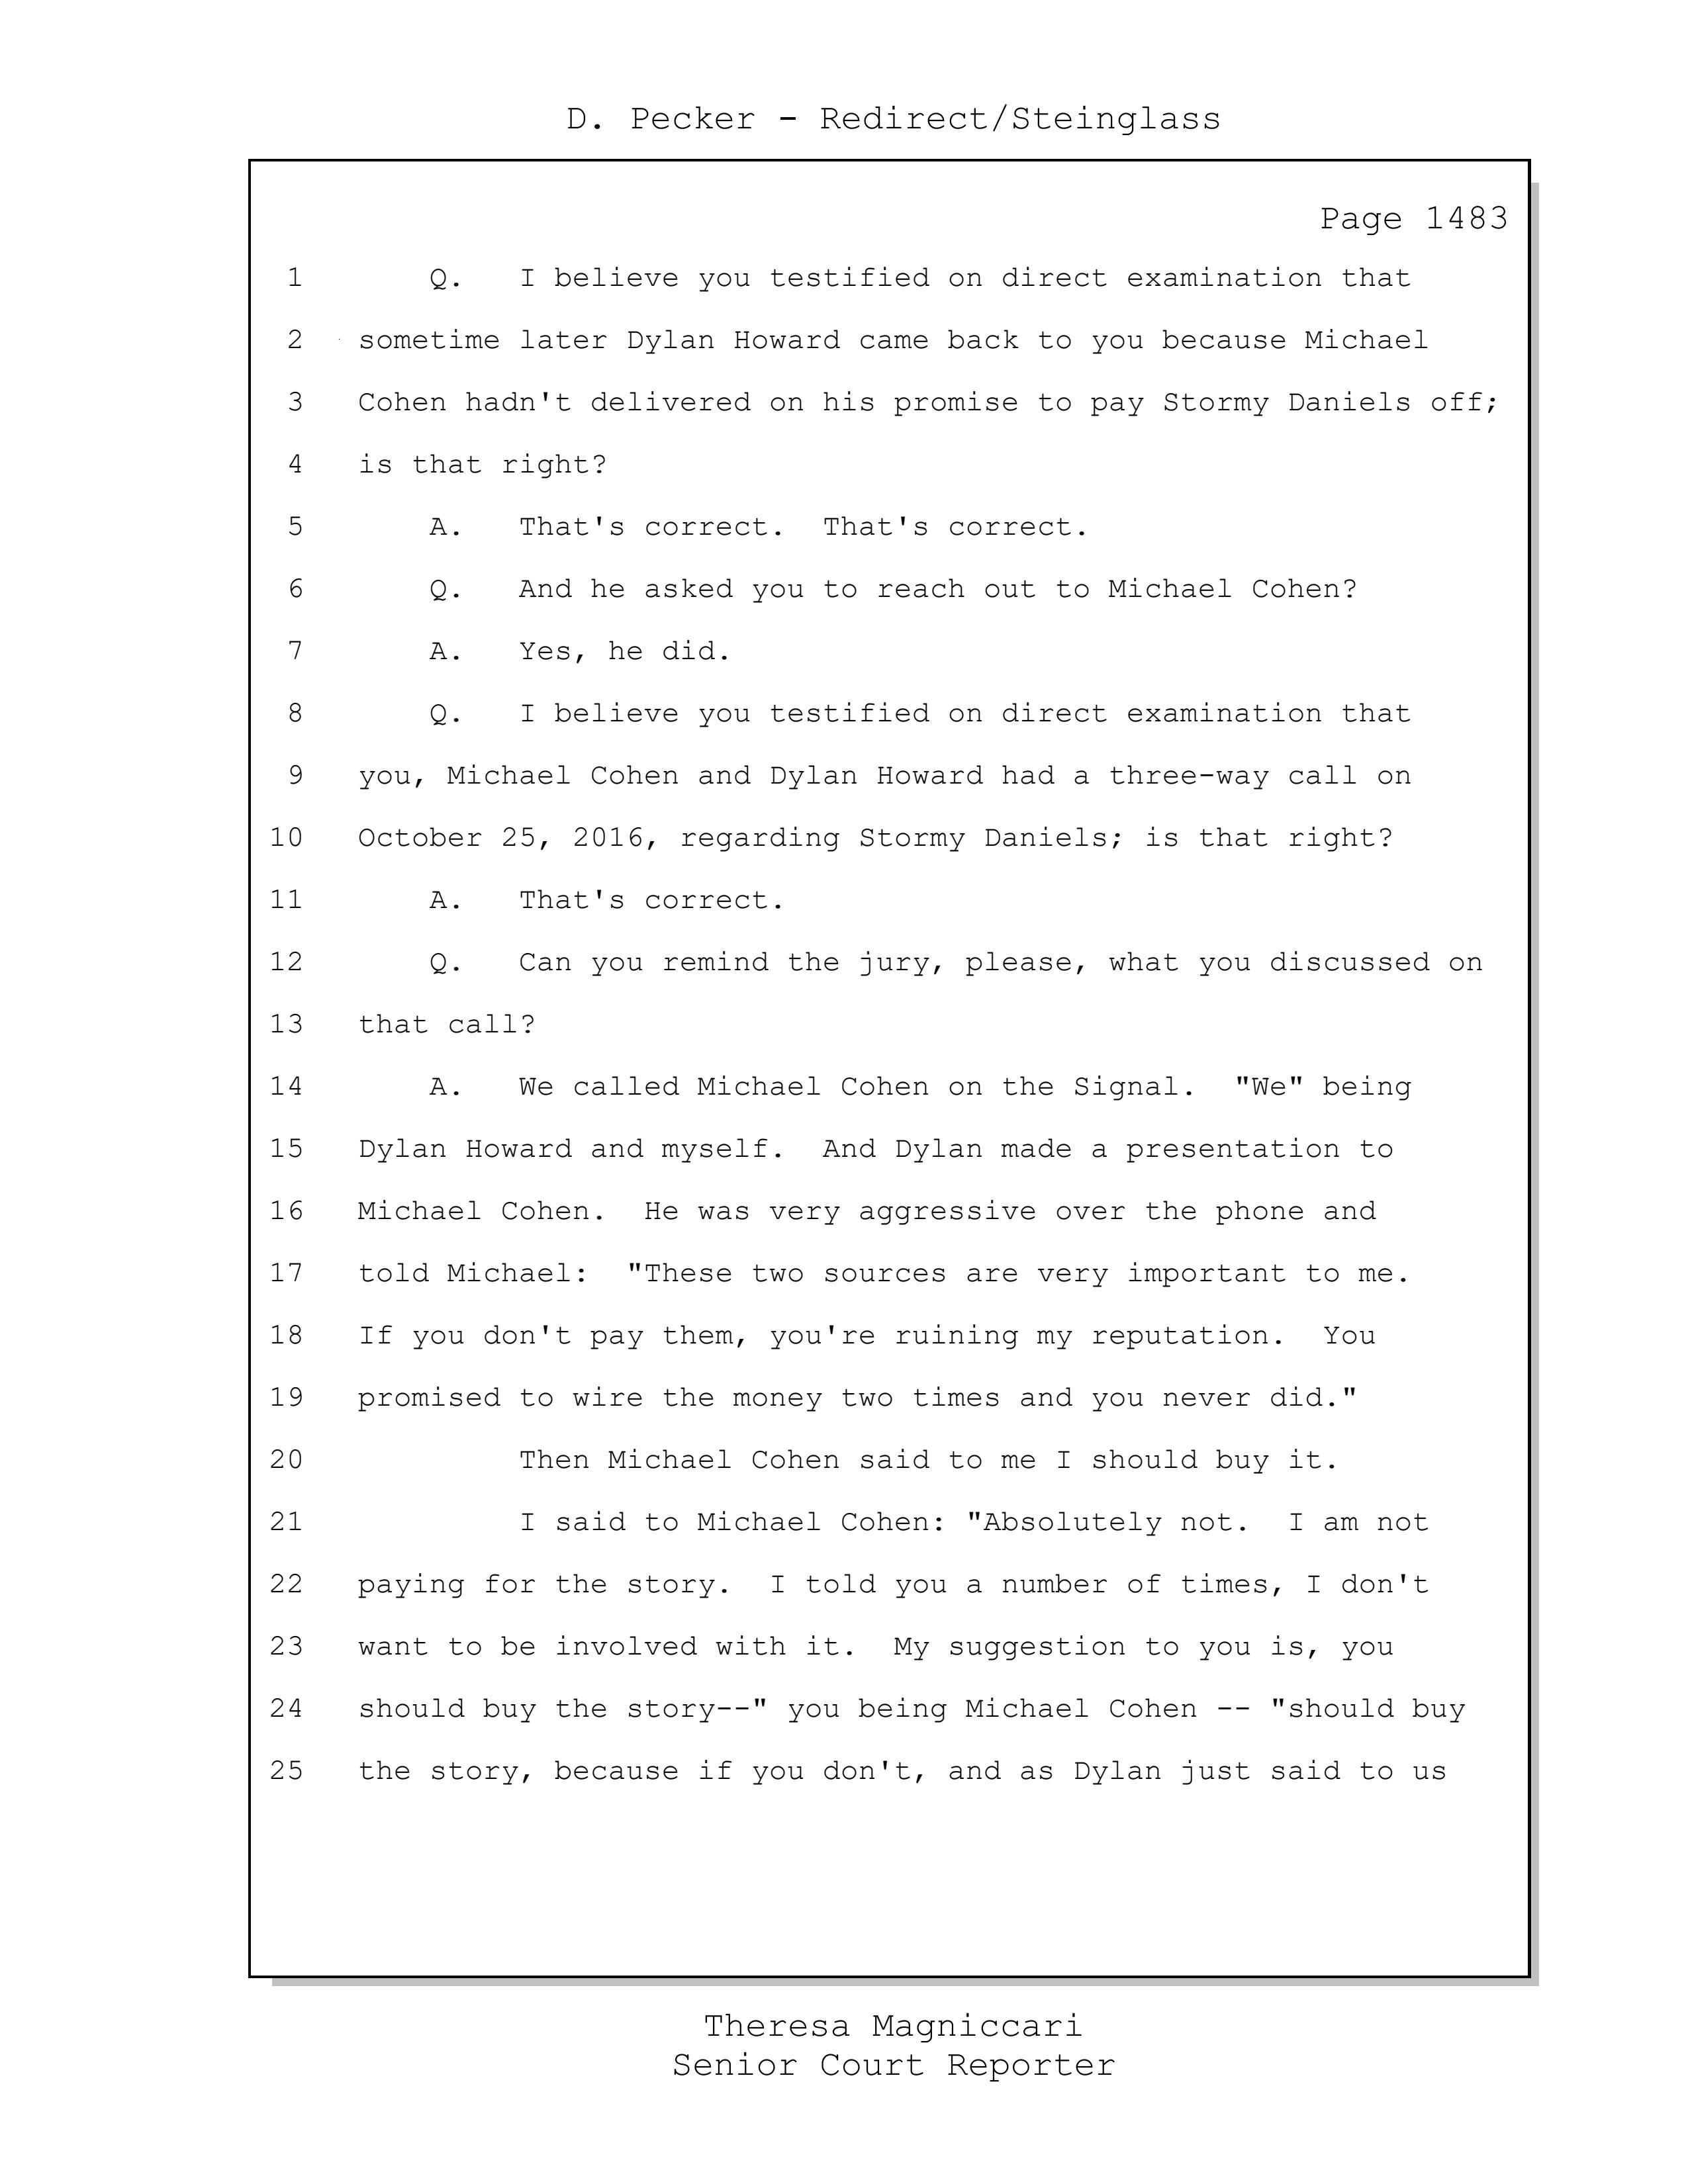 D. Pecker - Redirect/Steinglass
Page 1483
1 Q. I believe you testified on direct examination that
2 sometime later Dylan Howard came back to you because Michael
3 Cohen hadn't delivered on his promise to pay Stormy Daniels off;
4 is that right?
5 A. That's correct. That's correct.
6 Q. And he asked you to reach out to Michael Cohen?
7 A. Yes, he did.
8 Q. I believe you testified on direct examination that
9 you, Michael Cohen and Dylan Howard had a three-way call on
10 October 25, 2016, regarding Stormy Daniels; is that right?
11 A. That's correct.
12 Q. Can you remind the jury, please, what you discussed on
13 that call?
14 A. We called Michael Cohen on the Signal. "We" being
15 Dylan Howard and myself. And Dylan made a presentation to
16 Michael Cohen. He was very aggressive over the phone and
17 told Michael: "These two sources are very important to me.
18 If you don't pay them, you're ruining my reputation. You
19 promised to wire the money two times and you never did."
20 Then Michael Cohen said to me I should buy it.
21 I said to Michael Cohen: "Absolutely not. I am not
22 paying for the story. I told you a number of times, I don't
23 want to be involved with it. My suggestion to you is, you
24 should buy the story--" you being Michael Cohen -- "should buy
25 the story, because if you don't, and as Dylan just said to us
Theresa Magniccari
Senior Court Reporter